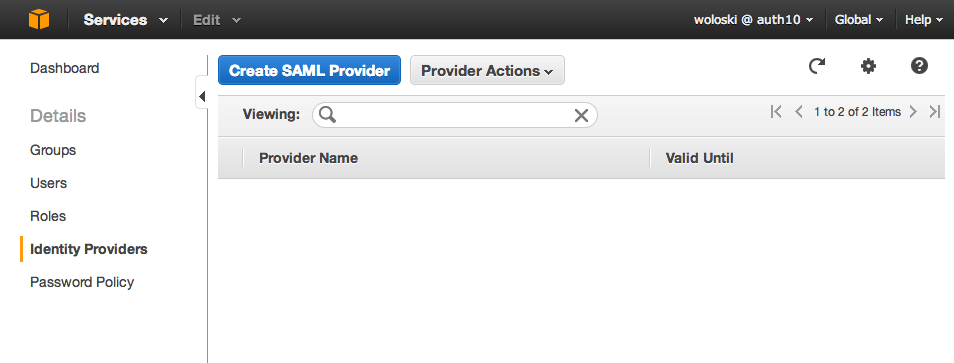 Services Edit woloski @ auth10 Global Help
Dashboard
Create SAML Provider Provider Actions
Details
Viewing: 1 to 2 of 2 Items
Groups
Provider Name Valid Until
Users
Roles
Identity Providers
Password Policy